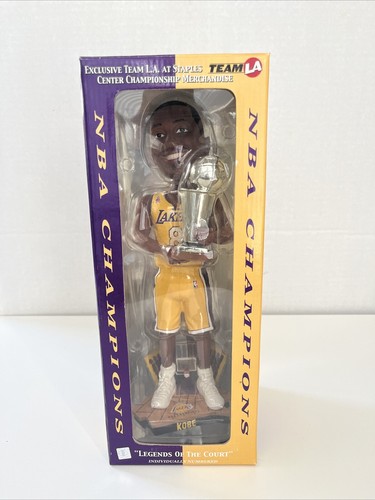 EXCLUSIVE TEAM L.A. AT STAPLES
CENTER CHAMPIONSHIP MERCHANDISE
TEAM LA
NBA CHAMPIONS
NBA CHAMPIONS
LAKERS
8
KOBE
"LEGENDS OF THE COURT"
INDIVIDUALLY NUMBERED